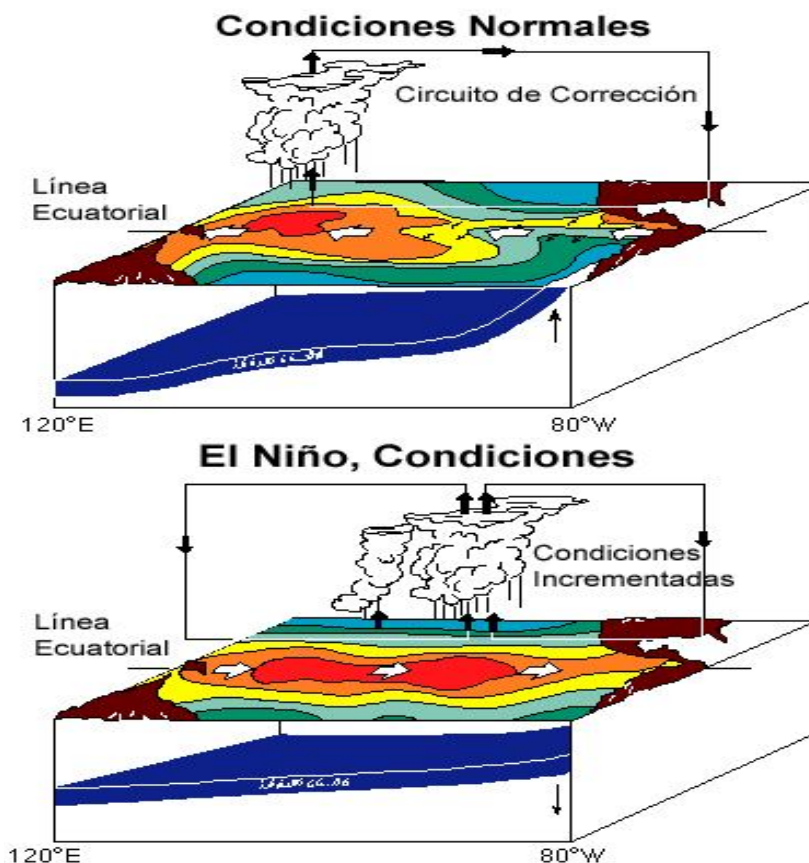 Condiciones Normales
Circuito de Corrección
Línea
Ecuatorial
120°E
80°W
El Niño, Condiciones
Condiciones
Incrementadas
Línea
Ecuatorial
120°E
80°W